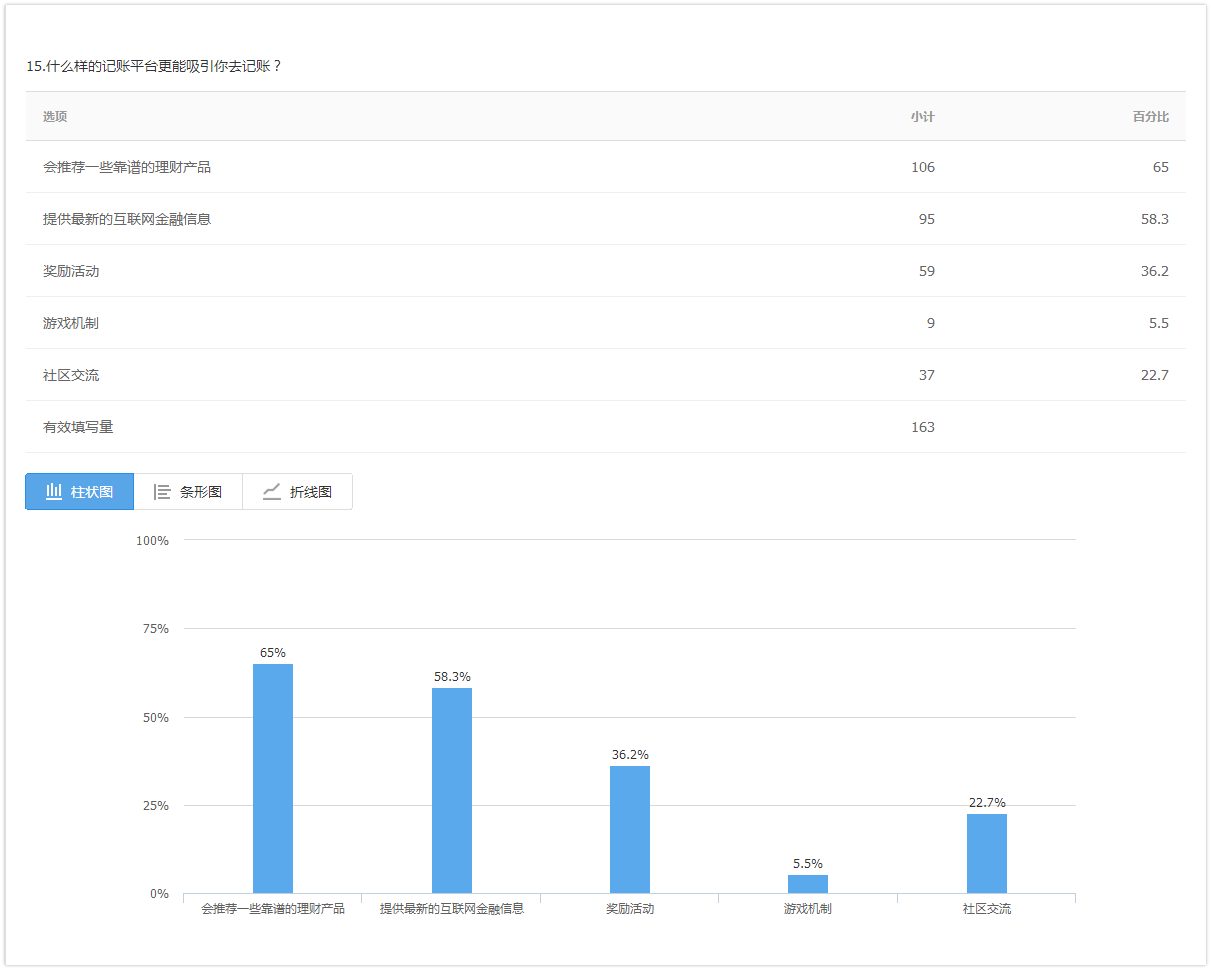 15.什么样的记账平台更能吸引你去记账？
选项 小计 百分比
会推荐一些靠谱的理财产品 106 65
提供最新的互联网金融信息 95 58.3
奖励活动 59 36.2
游戏机制 9 5.5
社区交流 37 22.7
有效填写量 163
柱状图 条形图 折线图
100%
75%
65%
58.3%
50%
36.2%
25%
22.7%
5.5%
0%
会推荐一些靠谱的理财产品 提供最新的互联网金融信息 奖励活动 游戏机制 社区交流